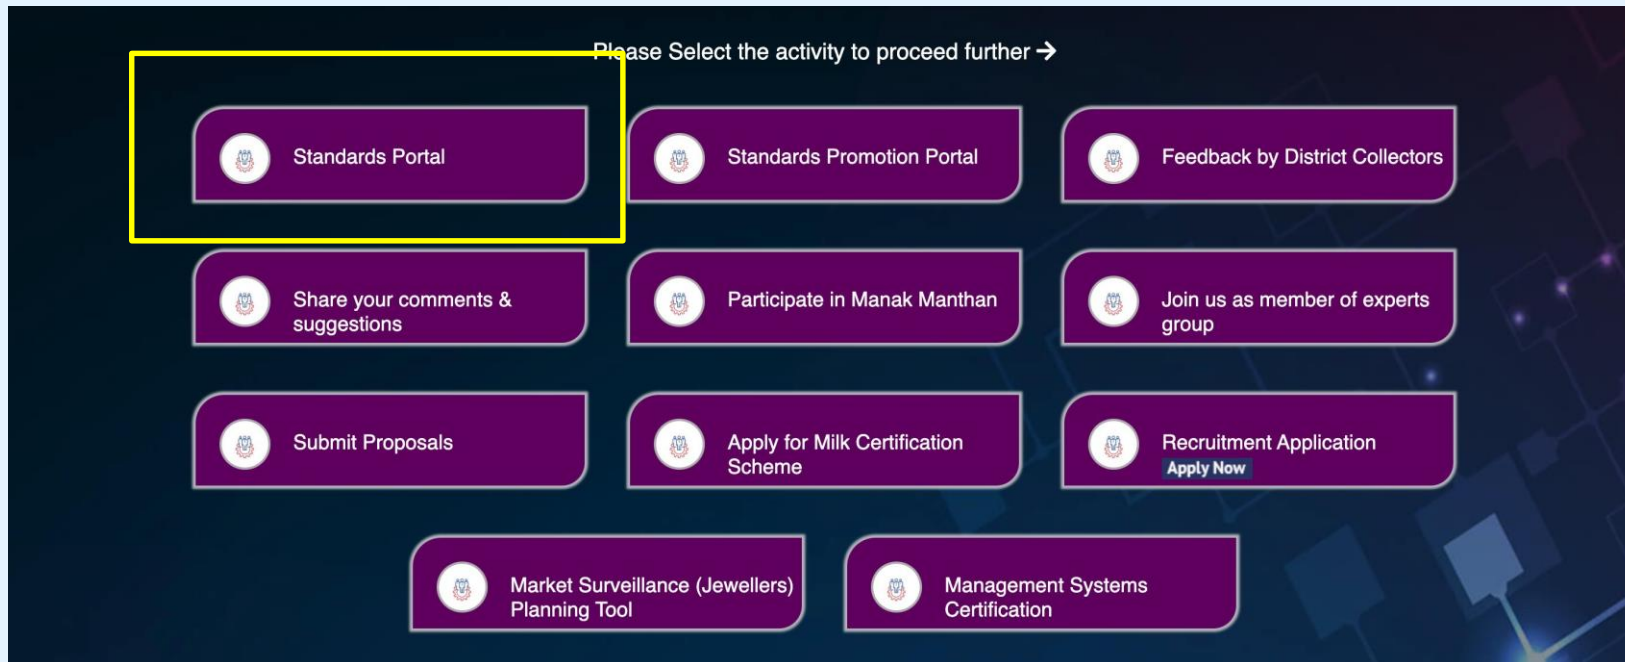 Please Select the activity to proceed further →
Standards Portal
Standards Promotion Portal
Feedback by District Collectors
Share your comments &
suggestions
Participate in Manak Manthan
Join us as member of experts
group
Submit Proposals
Apply for Milk Certification
Scheme
Recruitment Application
Apply Now
Market Surveillance (Jewellers)
Planning Tool
Management Systems
Certification